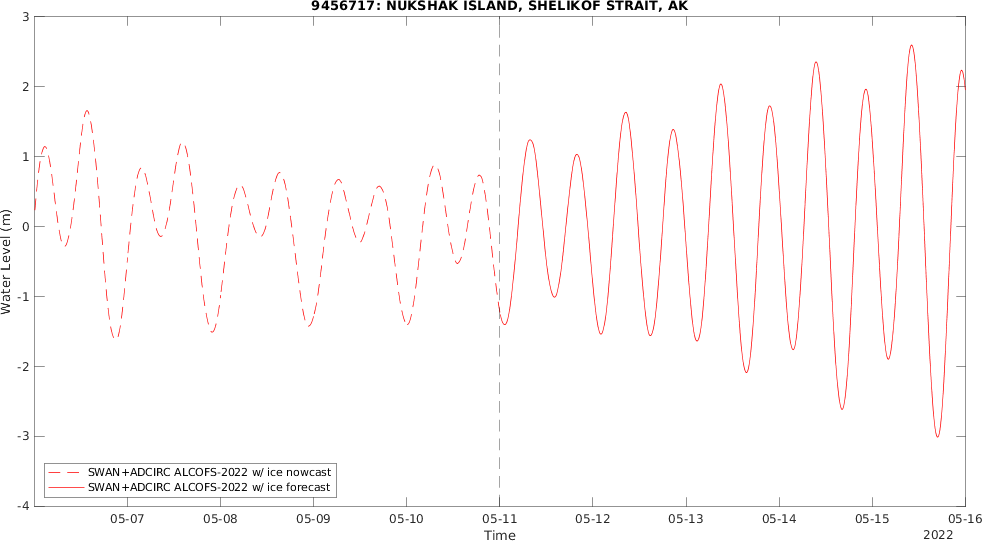 9456717: NUKSHAK ISLAND, SHELIKOF STRAIT, AK
Water Level (m)
3
2
1
0
-1
-2
-3
-4
SWAN+ADCIRC ALCOFS-2022 w/ ice nowcast
SWAN+ADCIRC ALCOFS-2022 w/ ice forecast
05-07 05-08 05-09 05-10 05-11 05-12 05-13 05-14 05-15 05-16
Time
2022